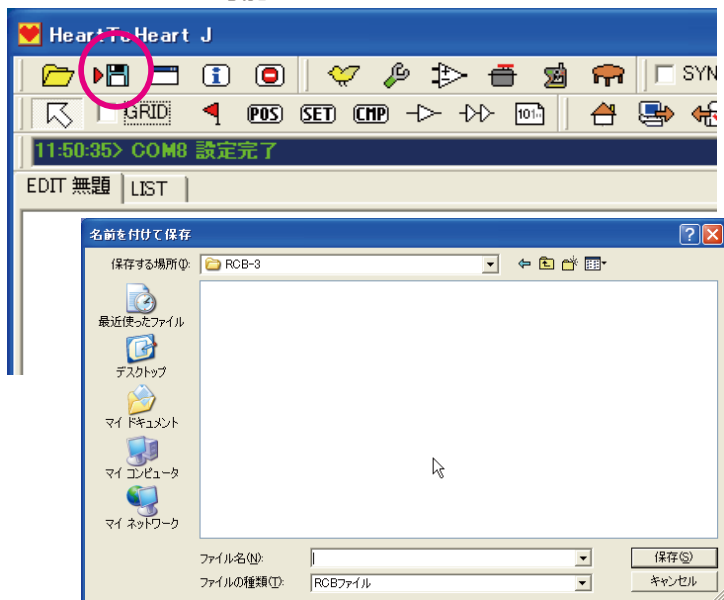 HeartToHeart J
SYN
GRID POS SET CMP 101..
11:50:35> COM8 設定完了
EDIT 無題 LIST
名前を付けて保存
保存する場所(I): RCB-3
最近使ったファイル
デスクトップ
マイ ドキュメント
マイ コンピュータ
マイ ネットワーク
ファイル名(N): 保存(S)
ファイルの種類(T): RCBファイル キャンセル